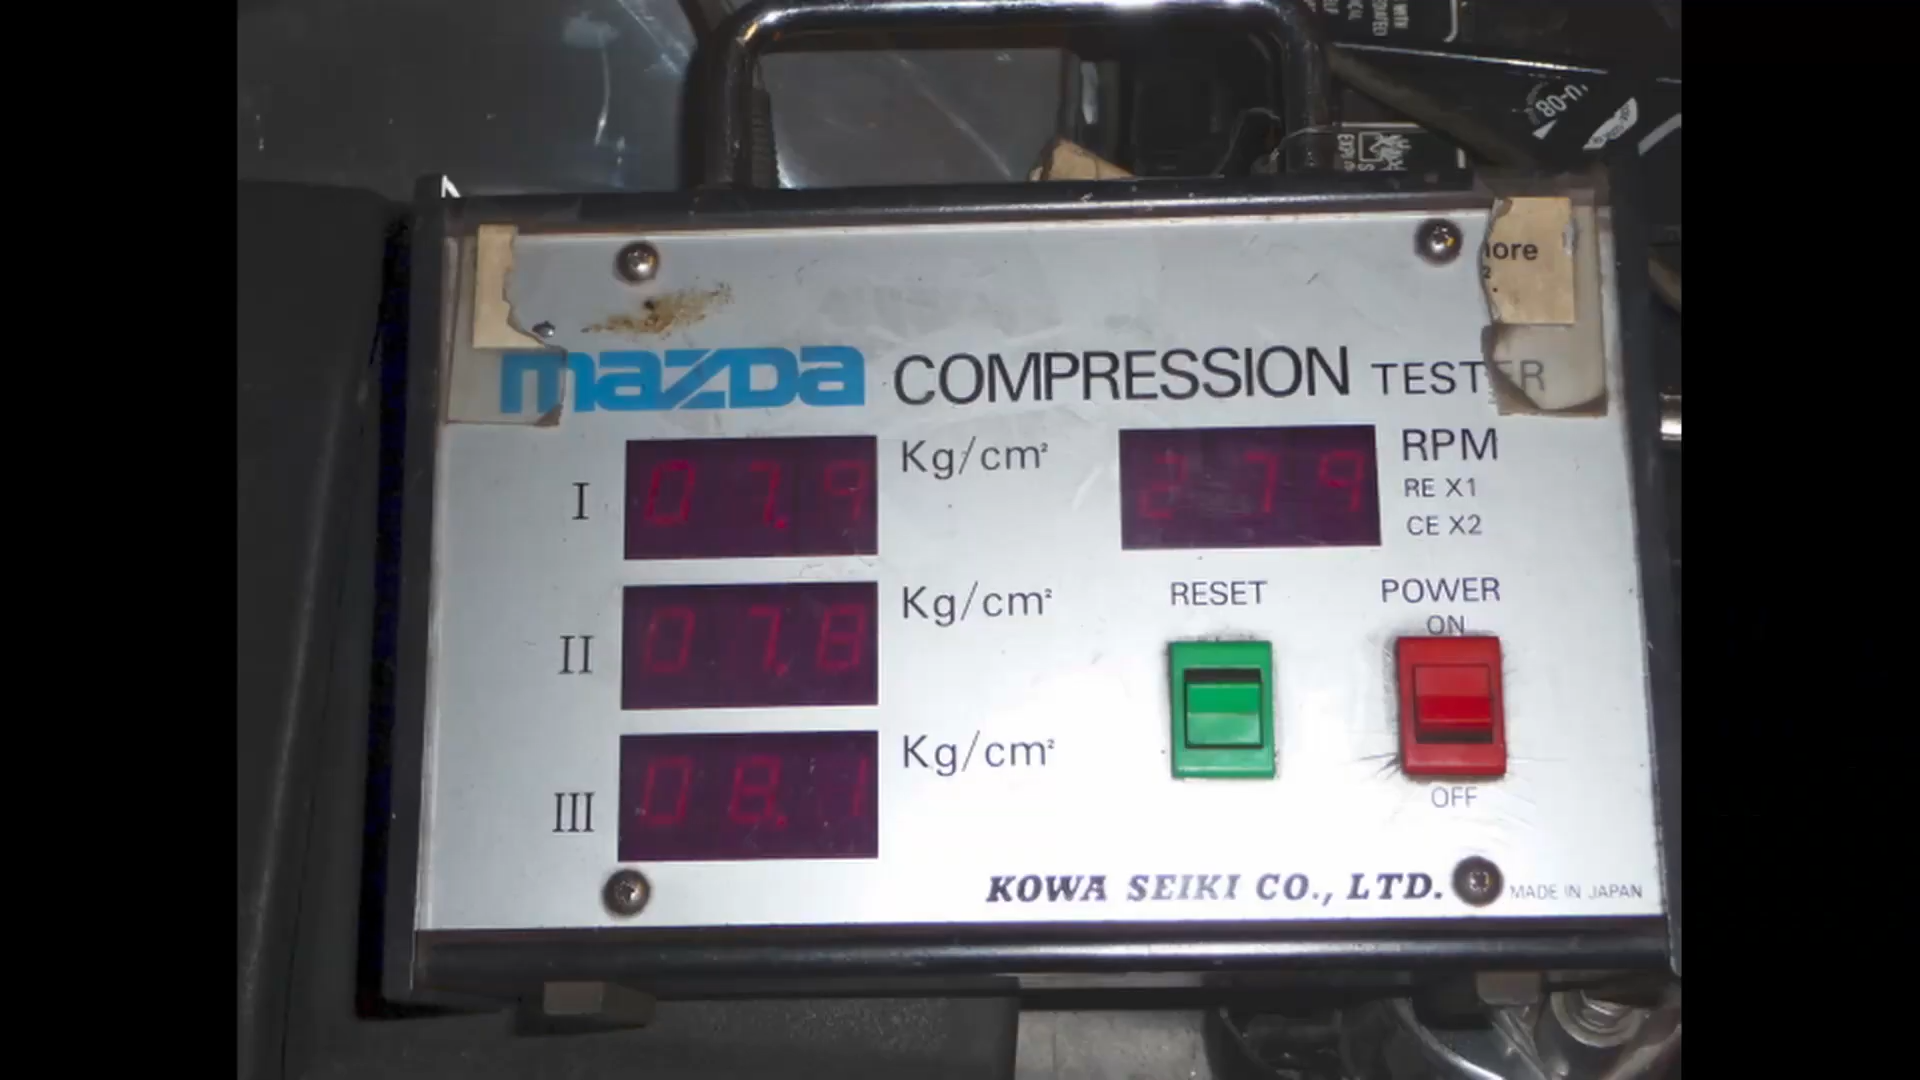 nore
mazda COMPRESSION TESTER
I 07.9 Kg/cm² 279 RPM
RE X1
CE X2
II 07.8 Kg/cm² RESET POWER
ON
III 08.1 Kg/cm² OFF
KOWA SEIKI CO., LTD. MADE IN JAPAN